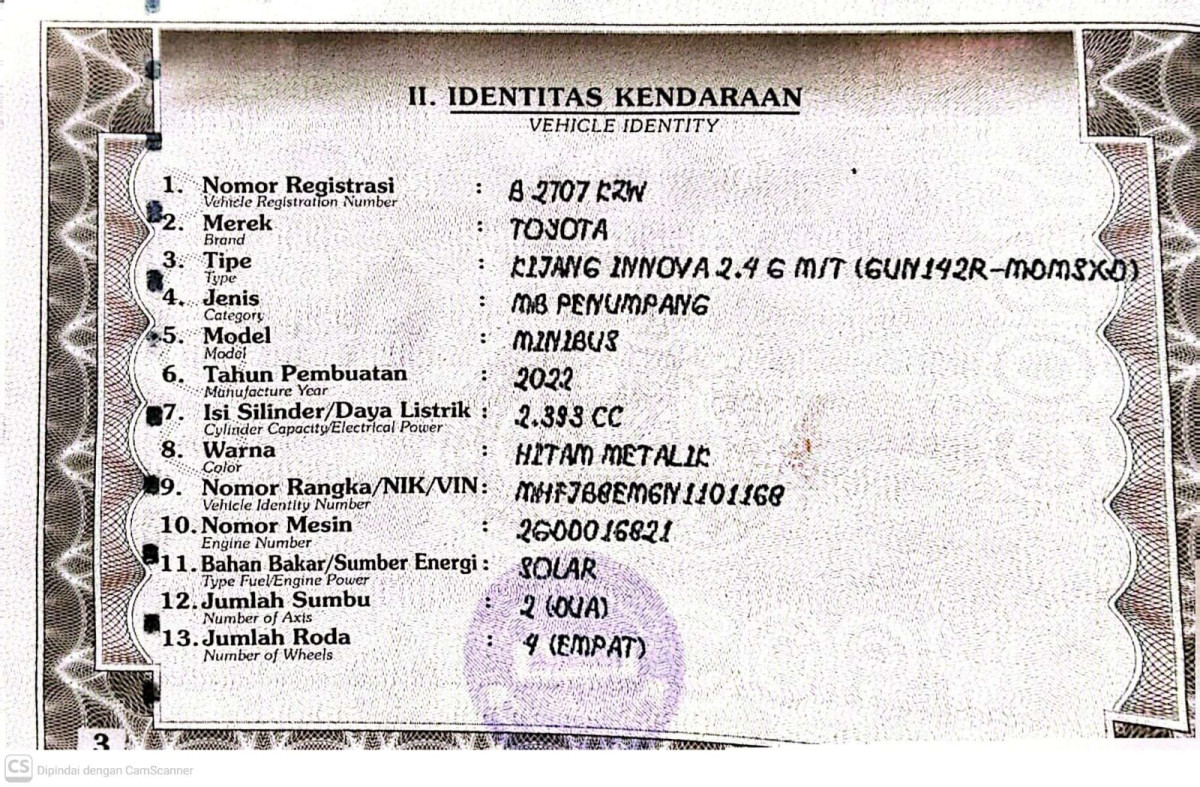 II. IDENTITAS KENDARAAN
VEHICLE IDENTITY
1. Nomor Registrasi : B 2707 KZW
Vehicle Registration Number
2. Merek : TOYOTA
Brand
3. Tipe : KIJANG INNOVA 2.4 G M/T (GUN142R-MDMSXD)
Type
4. Jenis : MB PENUMPANG
Category
5. Model : MINIBUS
Model
6. Tahun Pembuatan : 2022
Manufacture Year
7. Isi Silinder/Daya Listrik : 2.393 CC
Cylinder Capacity/Electrical Power
8. Warna : HITAM METALIK
Color
9. Nomor Rangka/NIK/VIN :
Vehicle Identity Number
10. Nomor Mesin :
Engine Number
11. Bahan Bakar/Sumber Energi : SOLAR
Type Fuel/Engine Power
12. Jumlah Sumbu : 2 (DUA)
Number of Axis
13. Jumlah Roda : 4 (EMPAT)
Number of Wheels
3
CS Dipindai dengan CamScanner